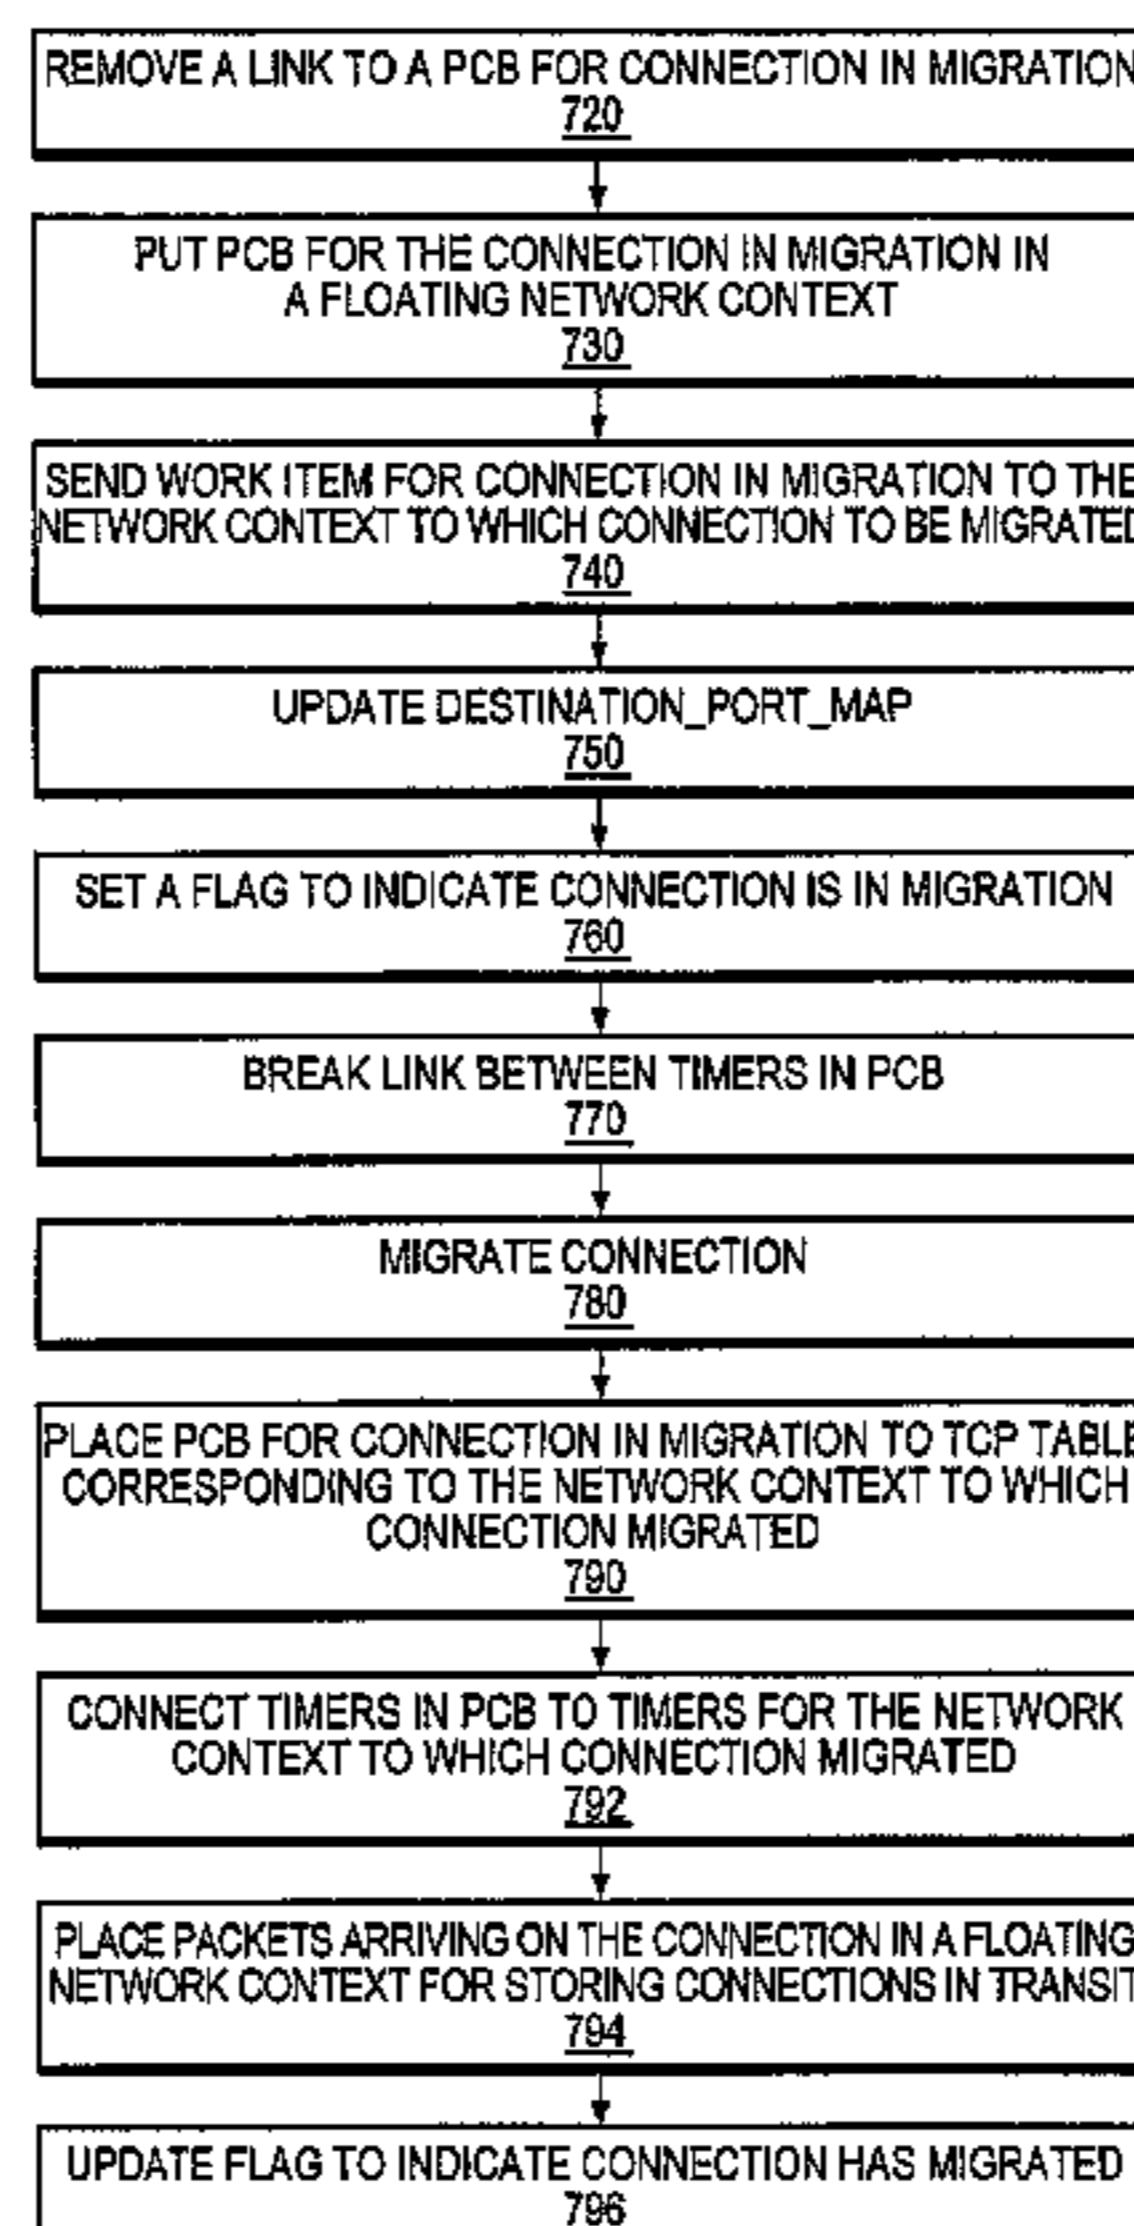 REMOVE A LINK TO A PCB FOR CONNECTION IN MIGRATION
720
PUT PCB FOR THE CONNECTION IN MIGRATION IN
A FLOATING NETWORK CONTEXT
730
SEND WORK ITEM FOR CONNECTION IN MIGRATION TO THE
NETWORK CONTEXT TO WHICH CONNECTION TO BE MIGRATED
740
UPDATE DESTINATION_PORT_MAP
750
SET A FLAG TO INDICATE CONNECTION IS IN MIGRATION
760
BREAK LINK BETWEEN TIMERS IN PCB
770
MIGRATE CONNECTION
780
PLACE PCB FOR CONNECTION IN MIGRATION TO TCP TABLE
CORRESPONDING TO THE NETWORK CONTEXT TO WHICH
CONNECTION MIGRATED
790
CONNECT TIMERS IN PCB TO TIMERS FOR THE NETWORK
CONTEXT TO WHICH CONNECTION MIGRATED
792
PLACE PACKETS ARRIVING ON THE CONNECTION IN A FLOATING
NETWORK CONTEXT FOR STORING CONNECTIONS IN TRANSIT
794
UPDATE FLAG TO INDICATE CONNECTION HAS MIGRATED
796